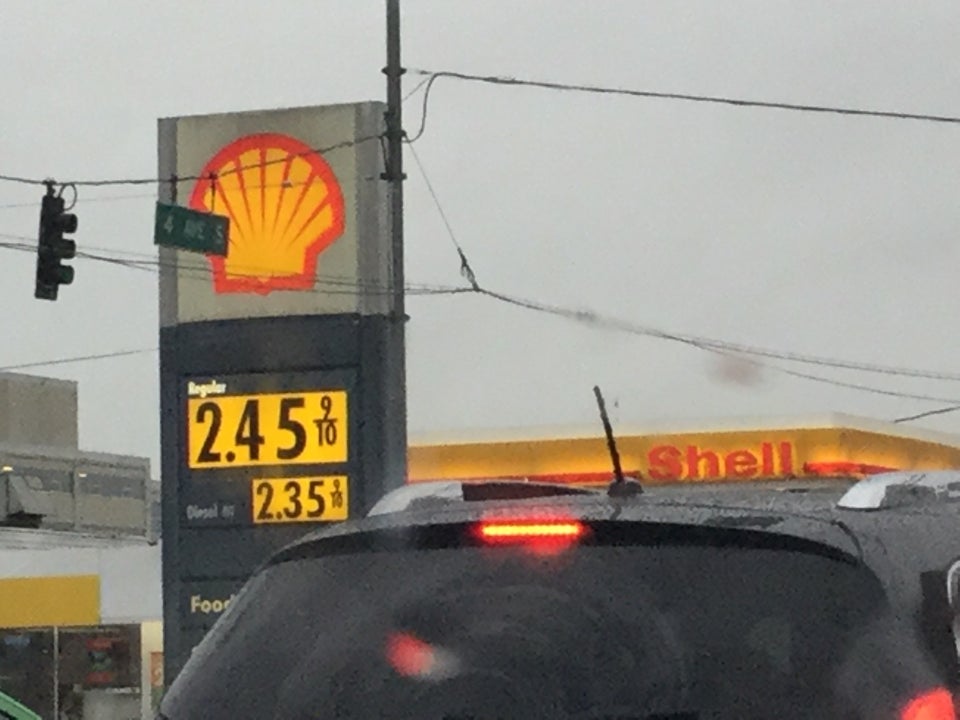 4 AVE S
Regular
2.45 9/10
Diesel
2.35 9/10
Food
Shell